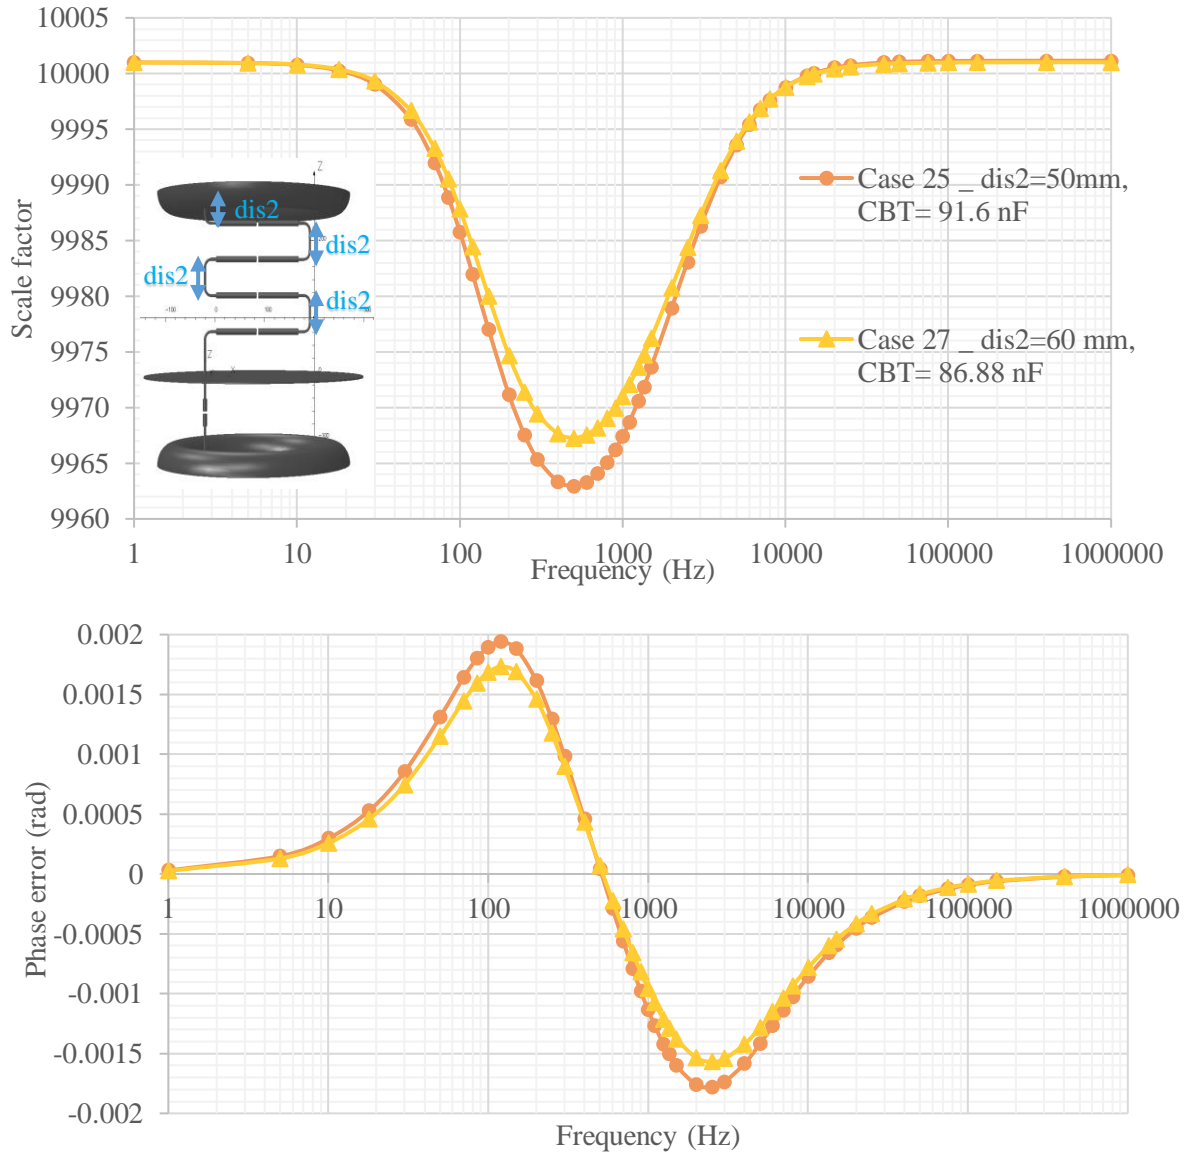 10005
10000
9995
9990
9985
9980
9975
9970
9965
9960
Scale factor
1 10 100 1000 10000 100000 1000000
Frequency (Hz)
Case 25 _ dis2=50mm,
CBT= 91.6 nF
Case 27 _ dis2=60 mm,
CBT= 86.88 nF
Z
dis2
dis2
dis2
dis2
-100 0 100
Z
0.002
0.0015
0.001
0.0005
0
-0.0005
-0.001
-0.0015
-0.002
Phase error (rad)
1 10 100 1000 10000 100000 1000000
Frequency (Hz)